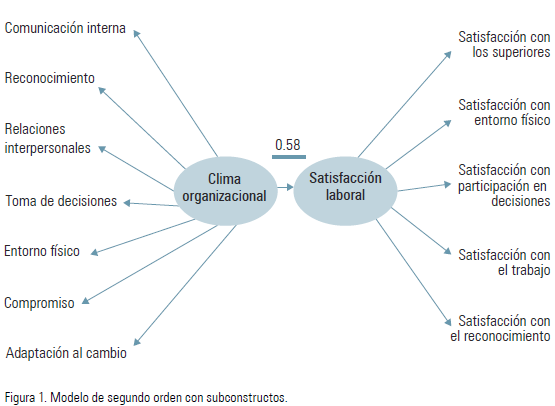 Comunicación interna
Reconocimiento
Relaciones
interpersonales
Toma de decisiones
Entorno físico
Compromiso
Adaptación al cambio
Clima
organizacional
0.58
Satisfacción
laboral
Satisfacción con
los superiores
Satisfacción con
entorno físico
Satisfacción con
participación en
decisiones
Satisfacción con
el trabajo
Satisfacción con
el reconocimiento
Figura 1. Modelo de segundo orden con subconstructos.